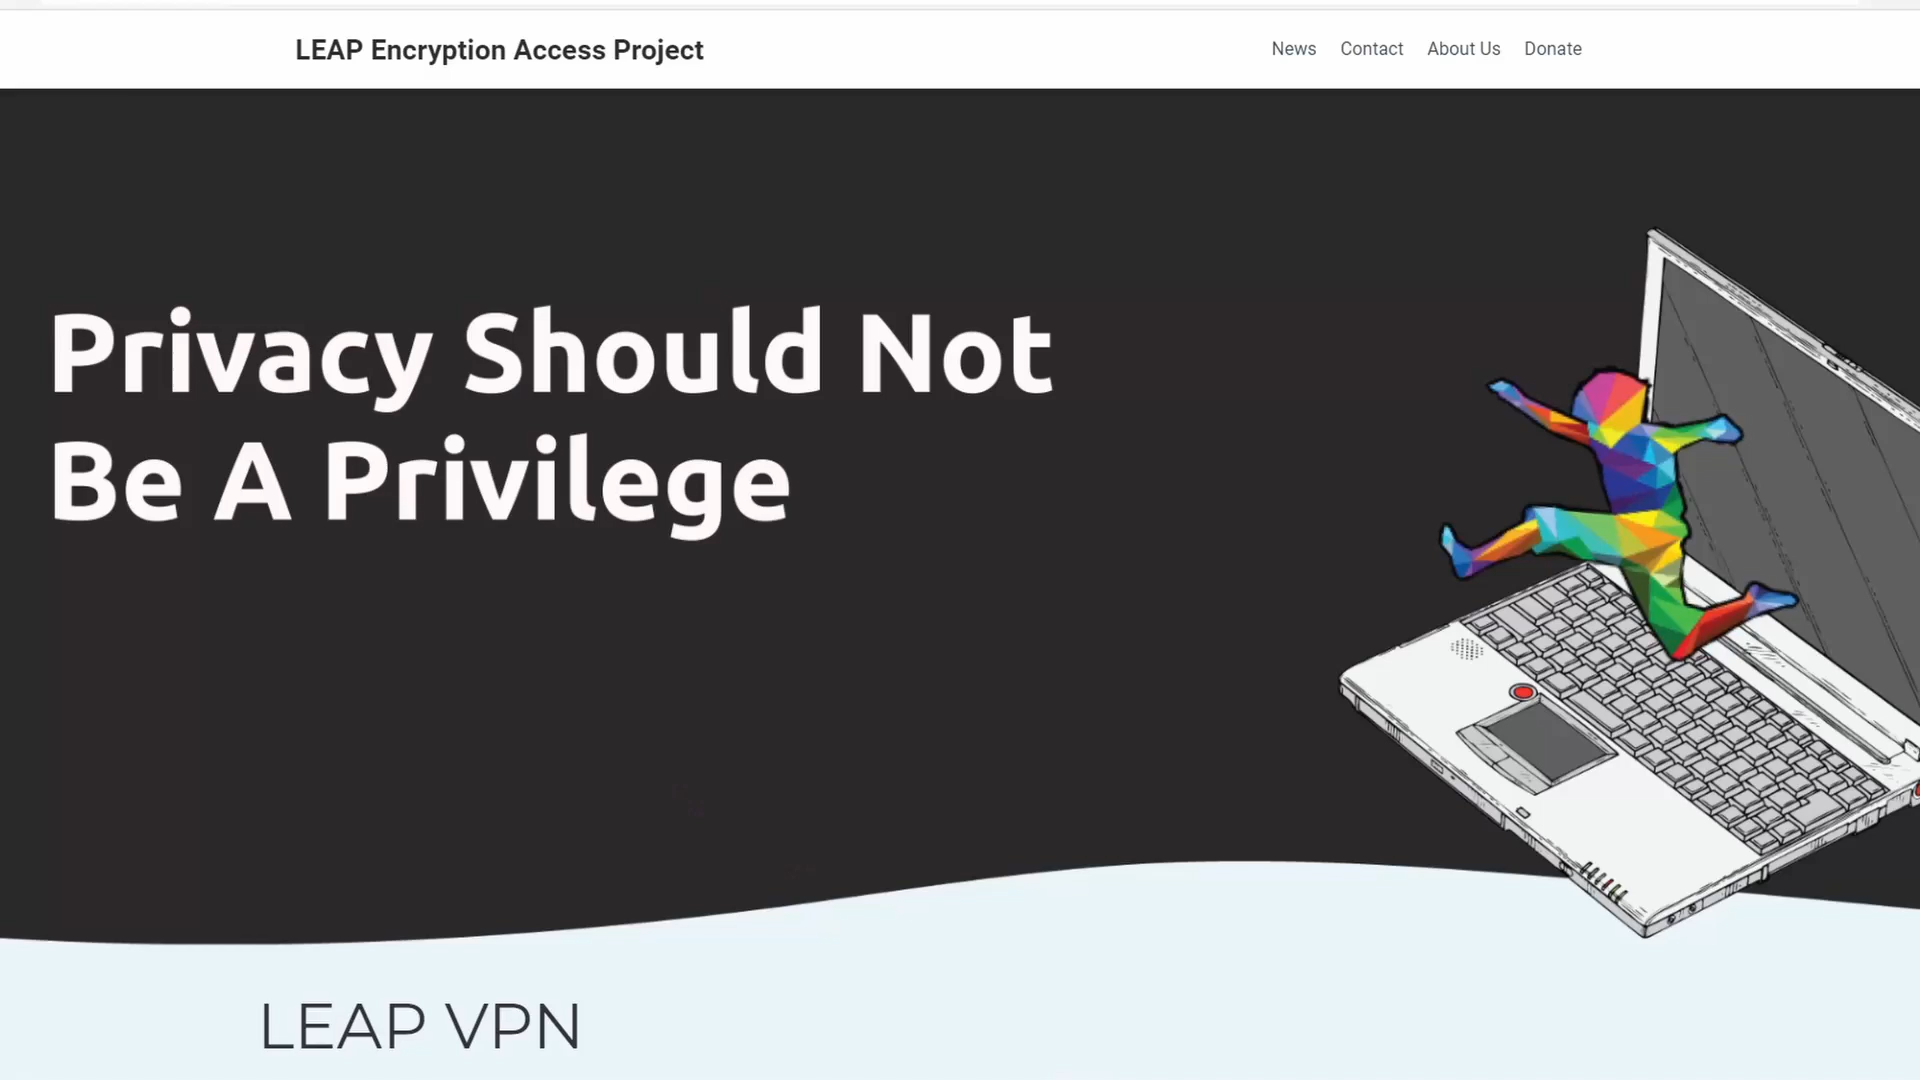 LEAP Encryption Access Project
News Contact About Us Donate
Privacy Should Not
Be A Privilege
LEAP VPN